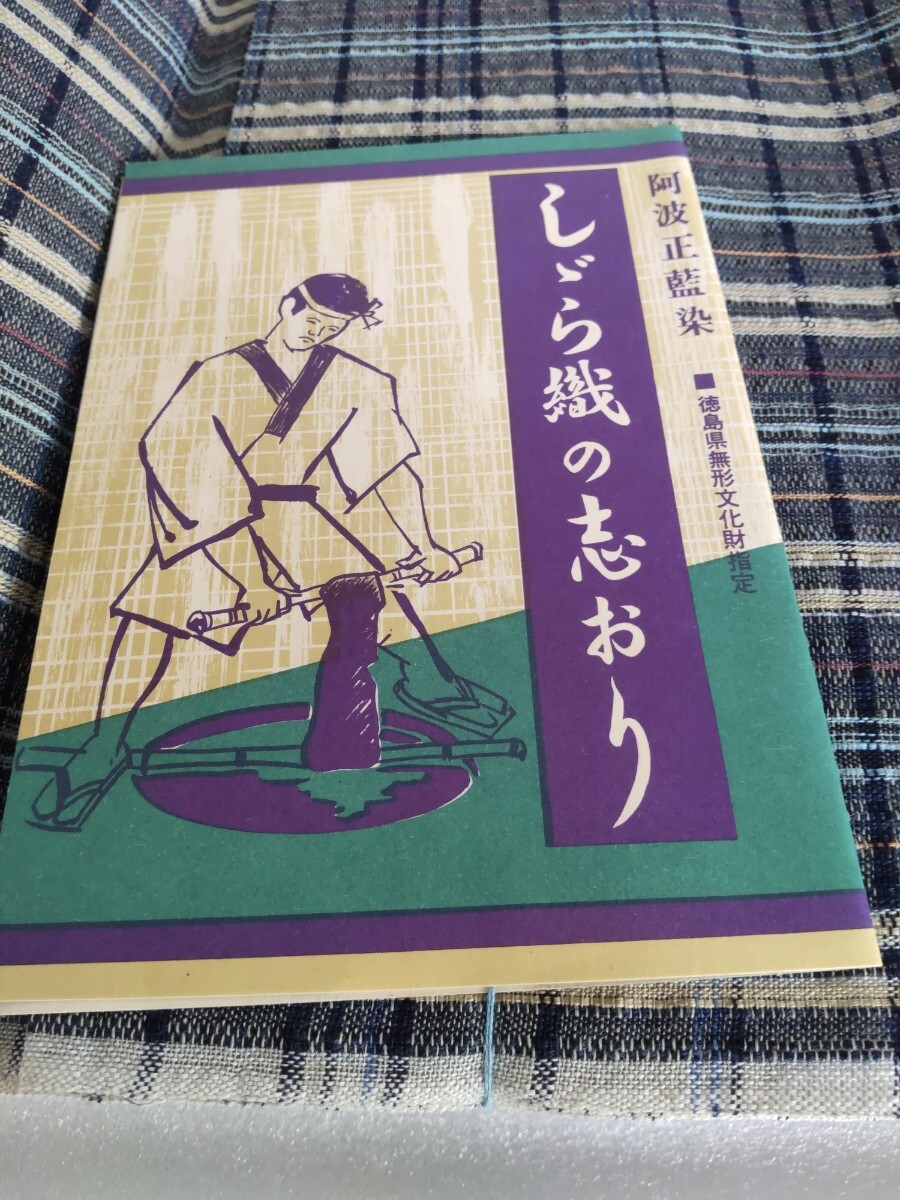 阿波正藍染
■徳島県無形文化財指定
しゞら織の志おり